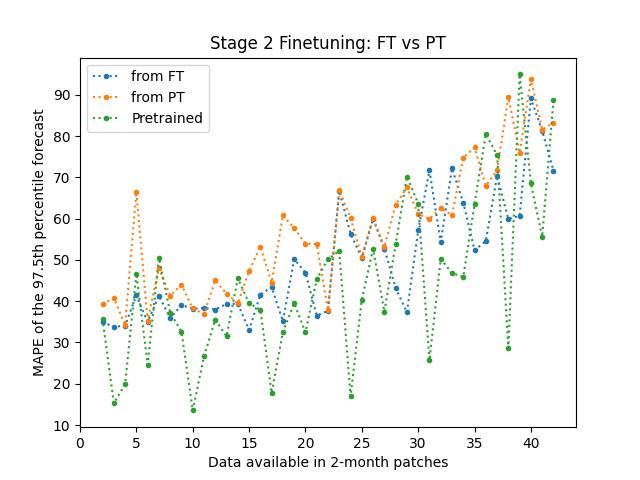 Stage 2 Finetuning: FT vs PT
from FT
from PT
Pretrained
MAPE of the 97.5th percentile forecast
90
80
70
60
50
40
30
20
10
0 5 10 15 20 25 30 35 40
Data available in 2-month patches